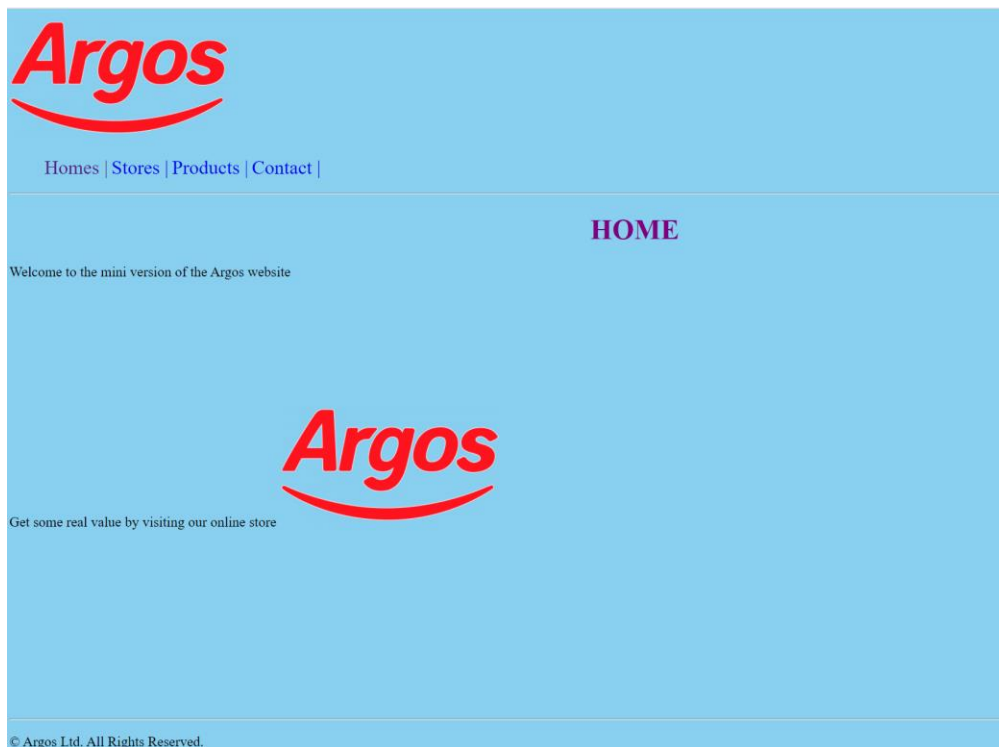 Argos
Homes | Stores | Products | Contact |
HOME
Welcome to the mini version of the Argos website
Argos
Get some real value by visiting our online store
© Argos Ltd. All Rights Reserved.